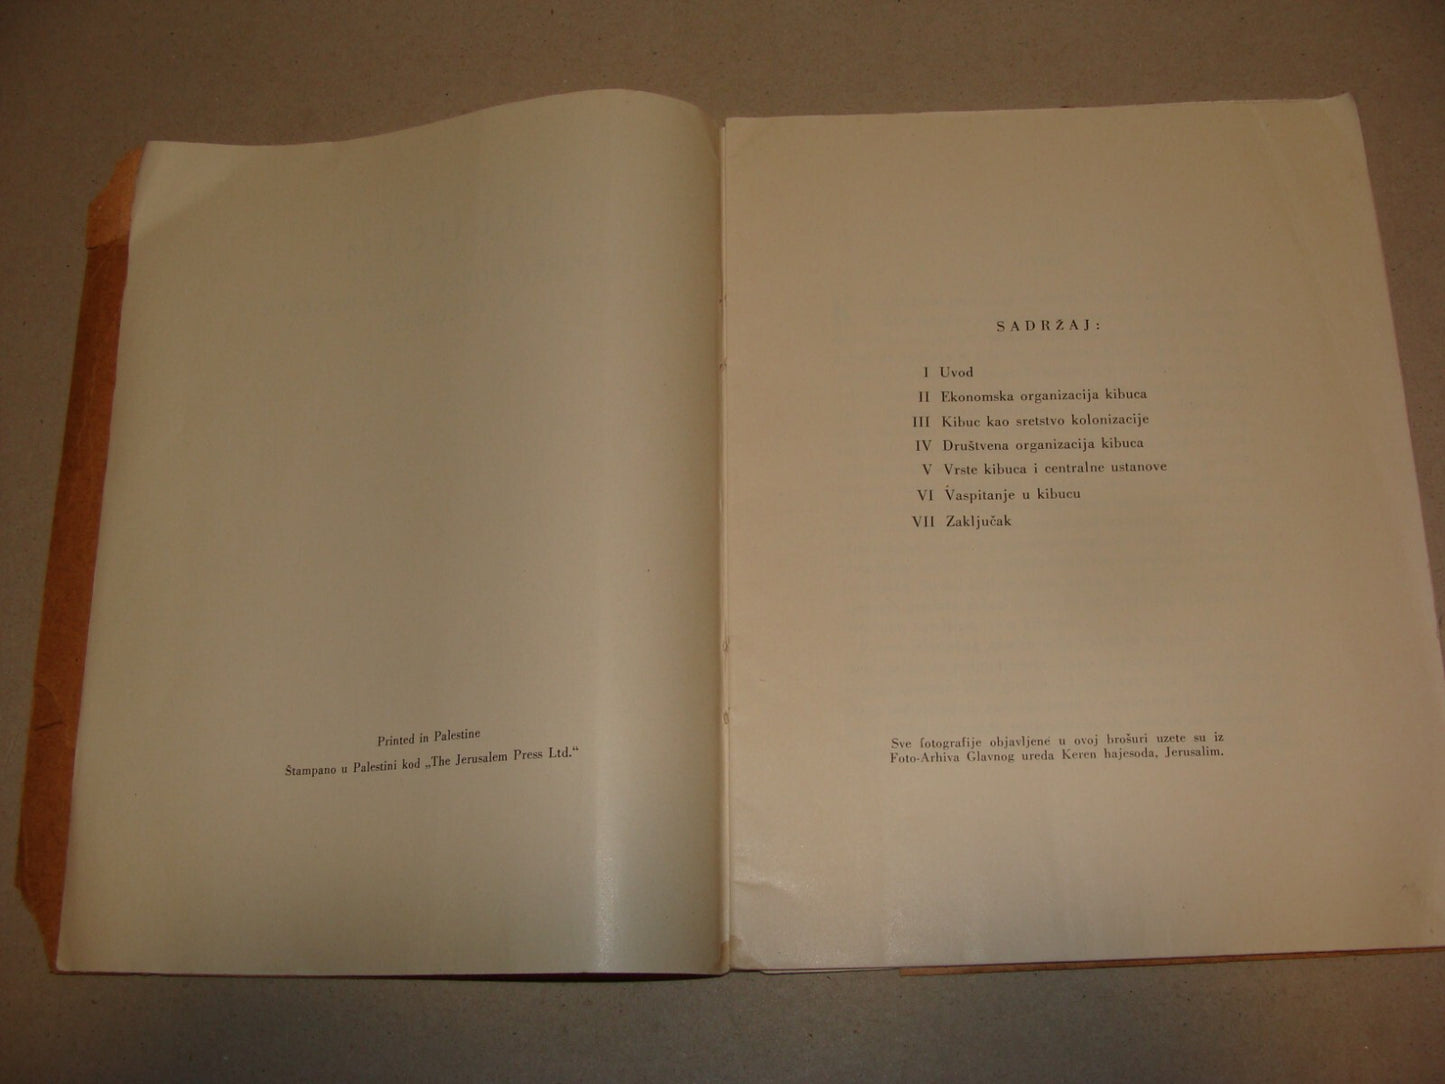 Printed in Palestine
Štampano u Palestini kod „The Jerusalem Press Ltd.“
SADRŽAJ:
I Uvod
II Ekonomska organizacija kibuca
III Kibuc kao sretstvo kolonizacije
IV Društvena organizacija kibuca
V Vrste kibuca i centralne ustanove
VI Vaspitanje u kibucu
VII Zaključak
Sve fotografije objavljene u ovoj brošuri uzete su iz
Foto-Arhiva Glavnog ureda Keren hajesoda, Jerusalim.